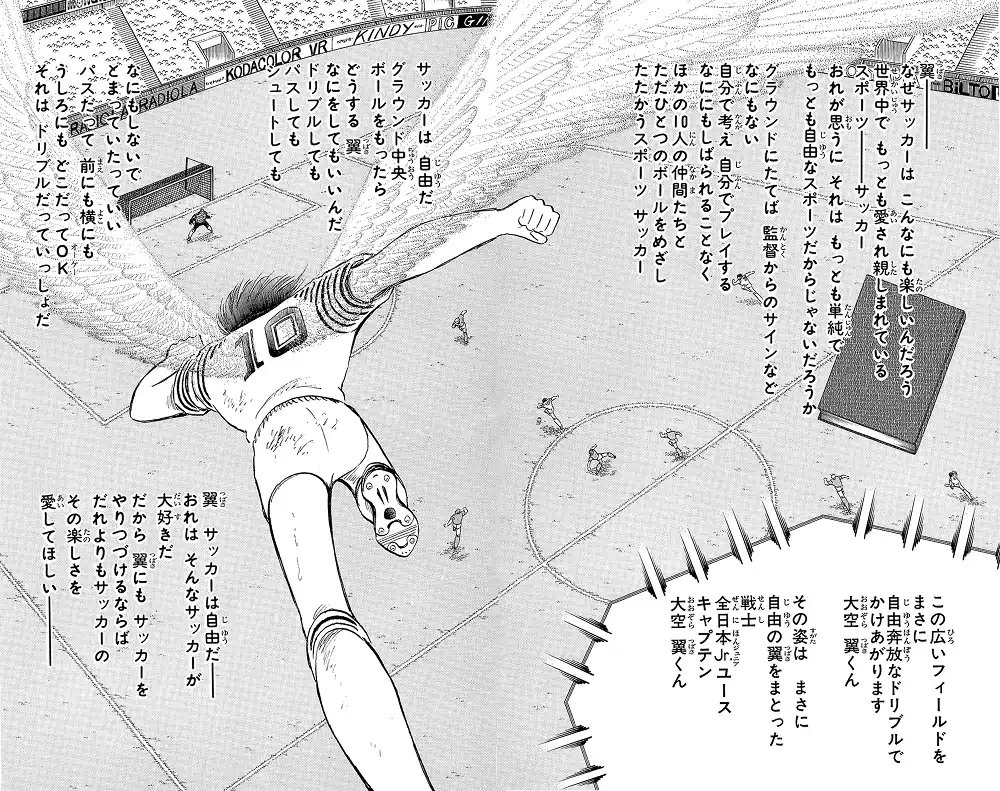 翼――
なぜサッカーは こんなにも楽しいんだろう
世界中で もっとも愛され親しまれている
スポーツ――サッカー
おれが思うに それは もっとも単純で
もっとも自由なスポーツだからじゃないだろうか
グラウンドにたてば 監督からのサインなど
なにもない
自分で考え 自分でプレイする
なににもしばられることなく
ほかの10人の仲間たちと
ただひとつのボールをめざし
たたかうスポーツ サッカー
サッカーは 自由だ
グラウンド中央
ボールをもったら
どうする 翼
なにをしてもいいんだ
ドリブルしても
パスしても
シュートしても
なにもしないで
どまっていたっていい
パスだって 前にも横にも
うしろにも どこだってOK
それは ドリブルだっていっしょだ
この広いフィールドを
まさに
自由奔放なドリブルで
かけあがります
大空 翼くん
その姿は まさに
自由の翼をまとった
戦士
全日本Jr.ユース
キャプテン
大空 翼くん
翼 サッカーは自由だ――
おれは そんなサッカーが
大好きだ
だから 翼にも サッカーを
やりつづけるならば
だれよりもサッカーの
その楽しさを
愛してほしい――
RADIOLA
RADIOLA
KODACOLOR VR
KINDY
PIC
BILTO
10